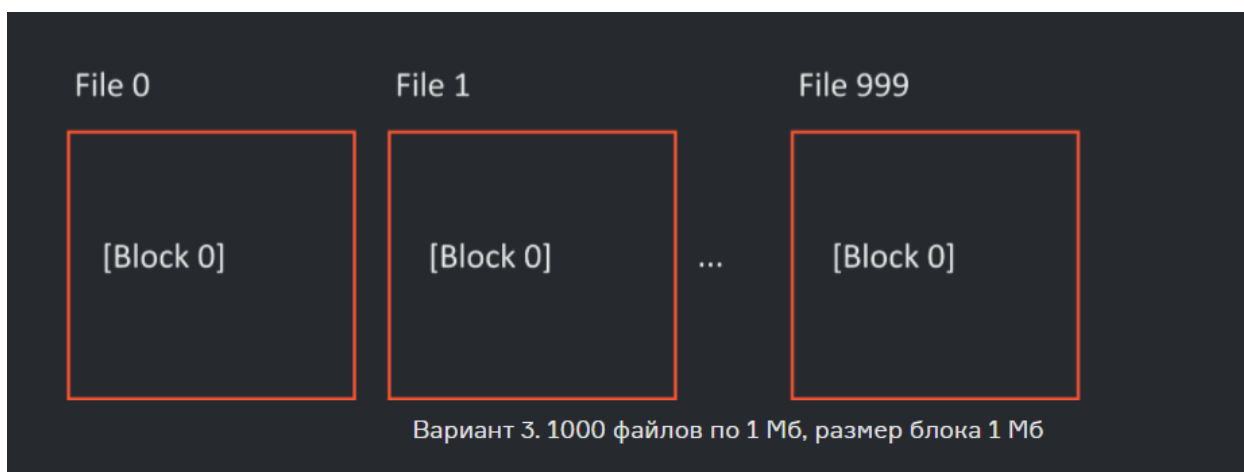 File 0 File 1 File 999
[Block 0] [Block 0] ... [Block 0]
Вариант 3. 1000 файлов по 1 Мб, размер блока 1 Мб